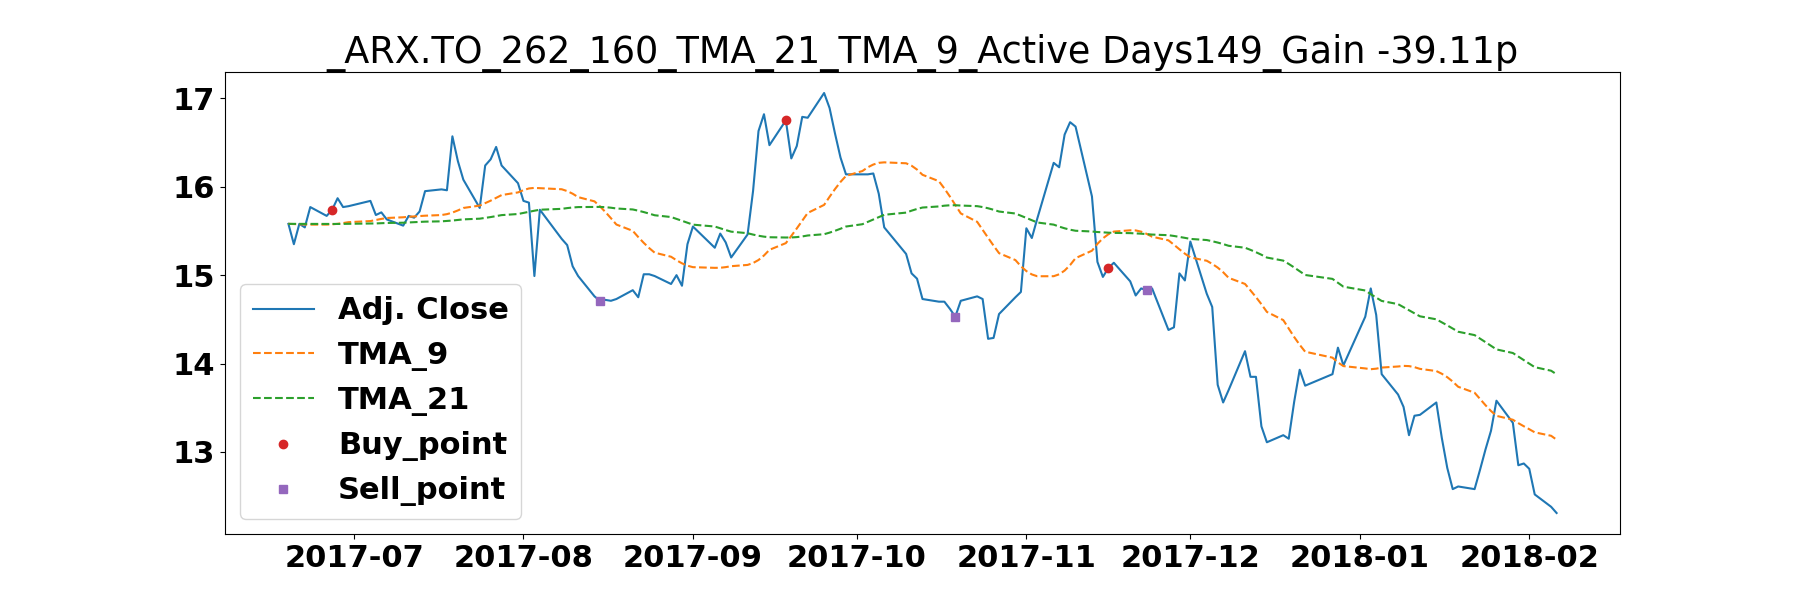 _ARX.TO_262_160_TMA_21_TMA_9_Active Days149_Gain -39.11p
17
16
15
14
13
Adj. Close
TMA_9
TMA_21
Buy_point
Sell_point
2017-07 2017-08 2017-09 2017-10 2017-11 2017-12 2018-01 2018-02